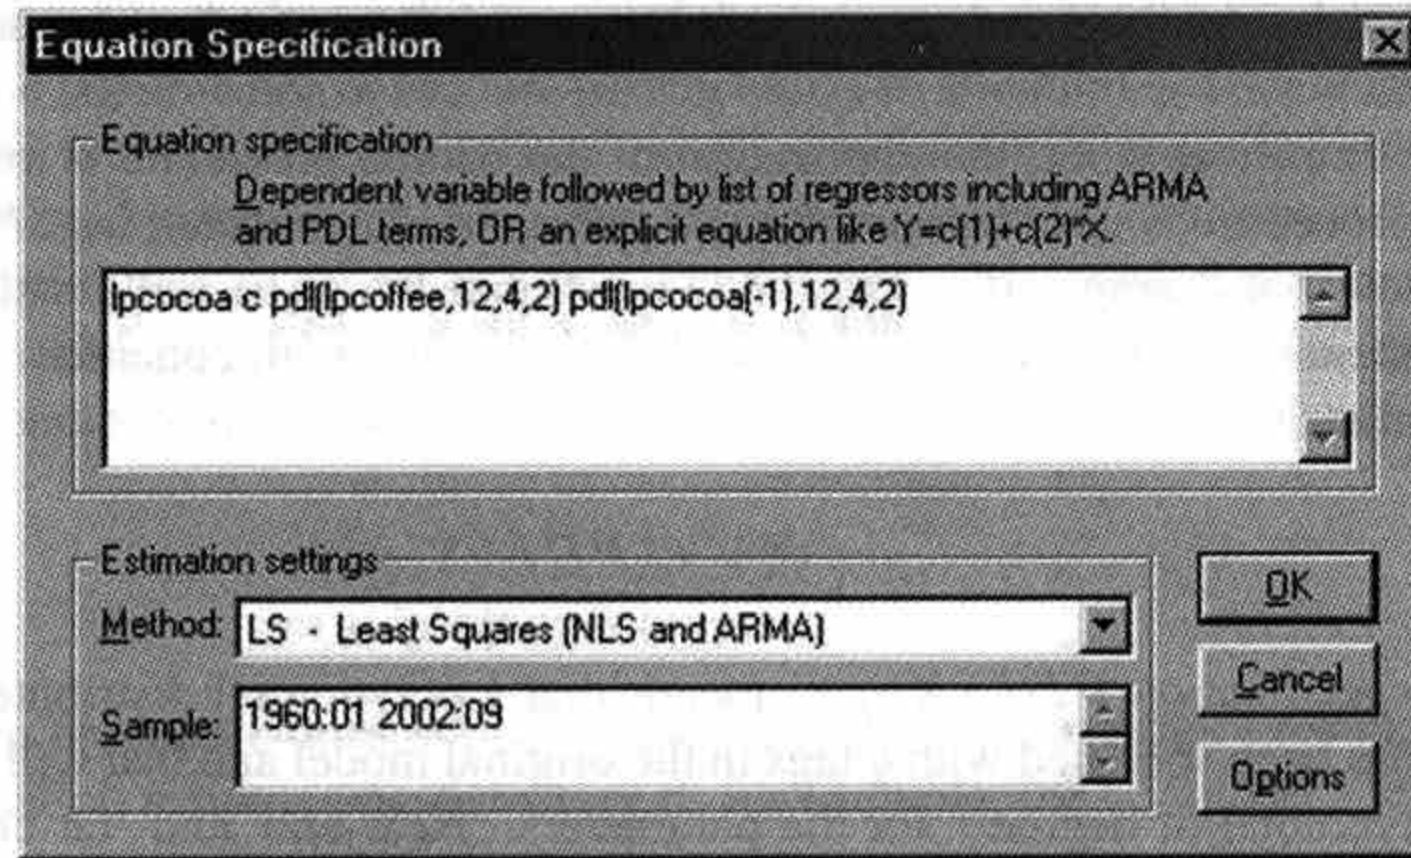 Equation Specification
Equation specification
Dependent variable followed by list of regressors including ARMA
and PDL terms, OR an explicit equation like Y=c(1)+c(2)*X.
lpcocoa c pdl(lpcoffee,12,4,2) pdl(lpcocoa(-1),12,4,2)
Estimation settings
Method: LS - Least Squares (NLS and ARMA)
Sample: 1960:01 2002:09
OK
Cancel
Options